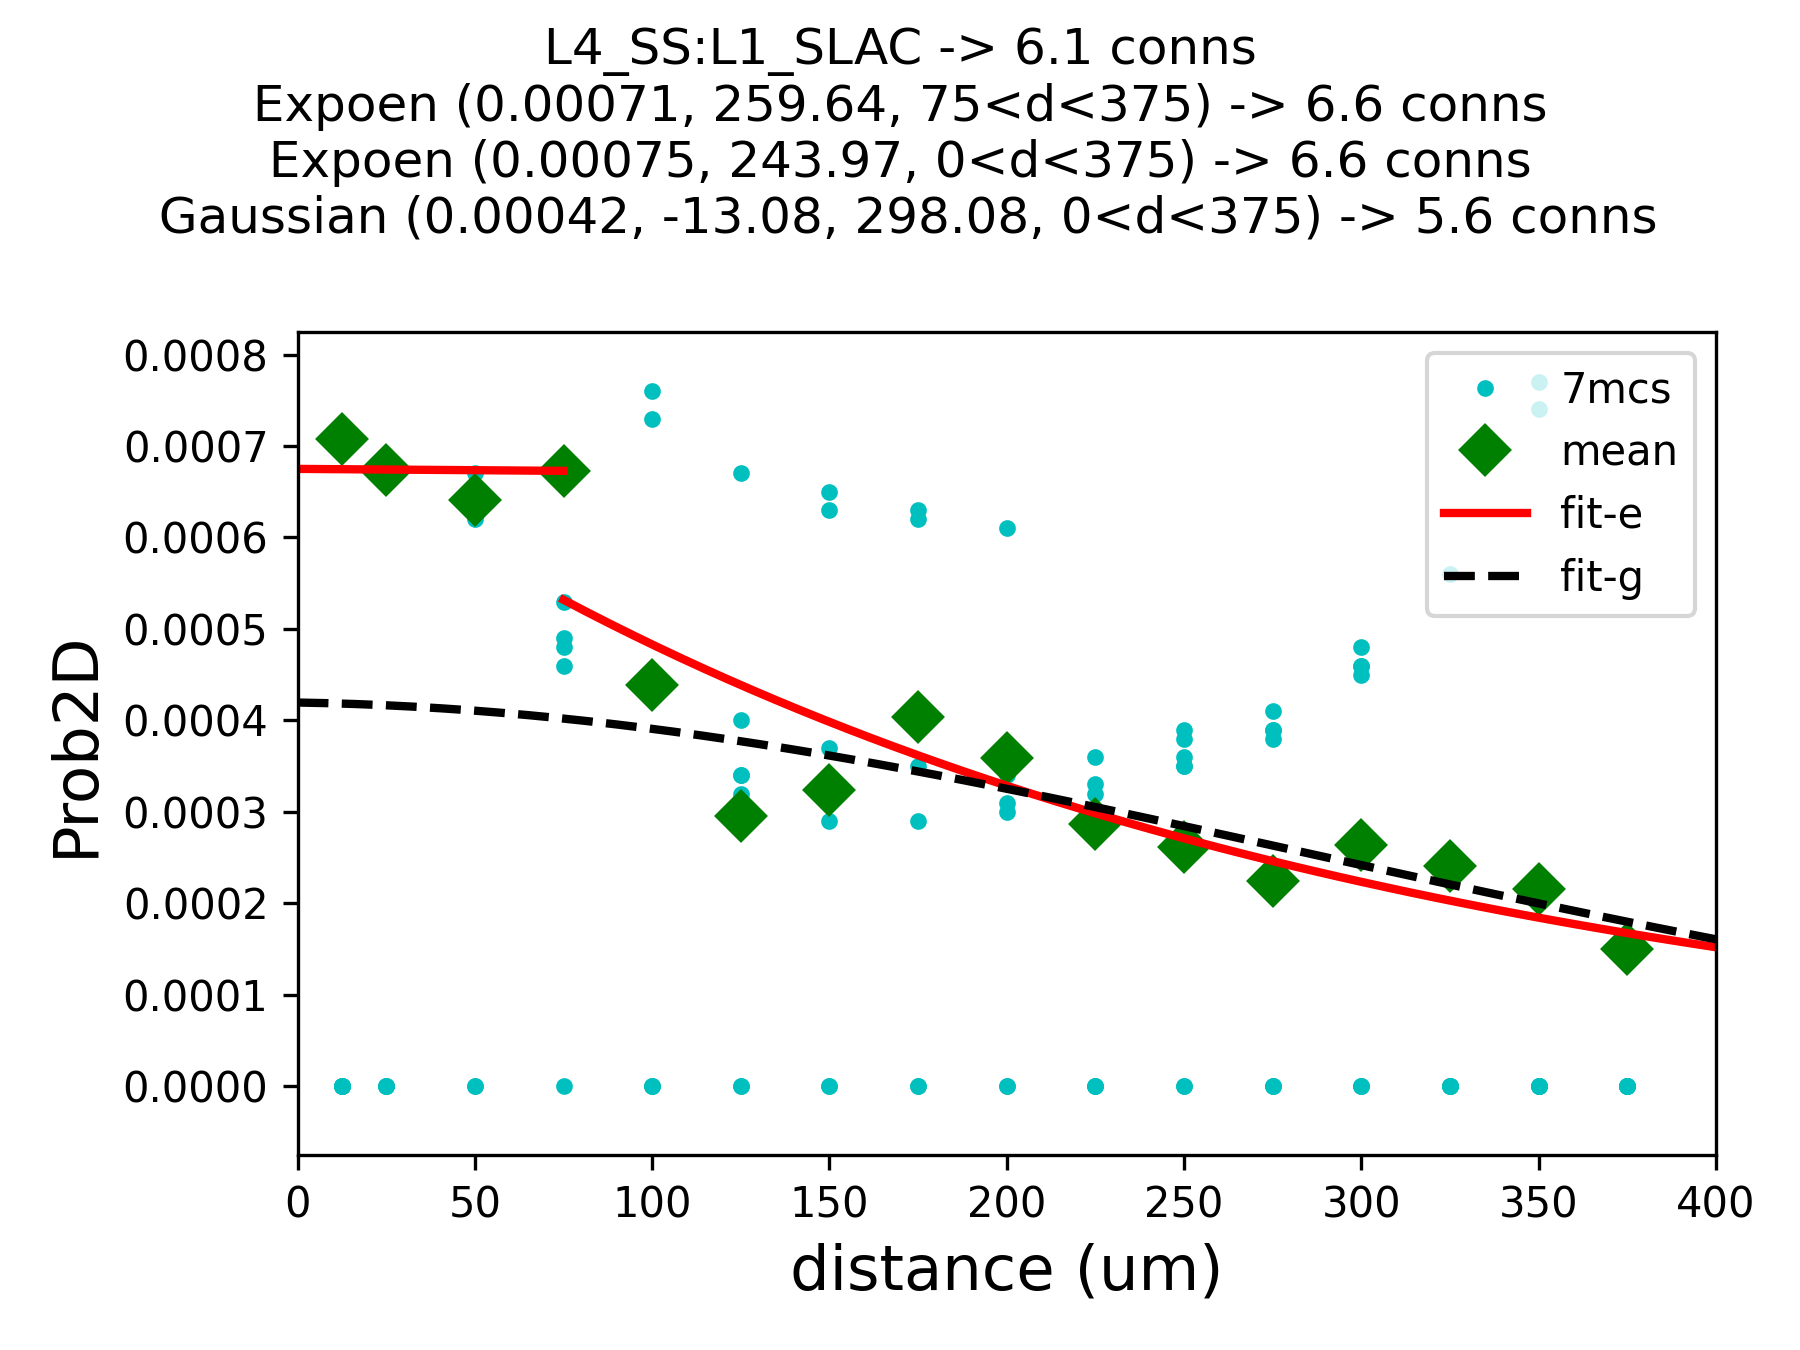 L4_SS:L1_SLAC -> 6.1 conns
Expoen (0.00071, 259.64, 75<d<375) -> 6.6 conns
Expoen (0.00075, 243.97, 0<d<375) -> 6.6 conns
Gaussian (0.00042, -13.08, 298.08, 0<d<375) -> 5.6 conns
0.0008
0.0007
0.0006
0.0005
0.0004
0.0003
0.0002
0.0001
0.0000
Prob2D
7mcs
mean
fit-e
fit-g
0 50 100 150 200 250 300 350 400
distance (um)